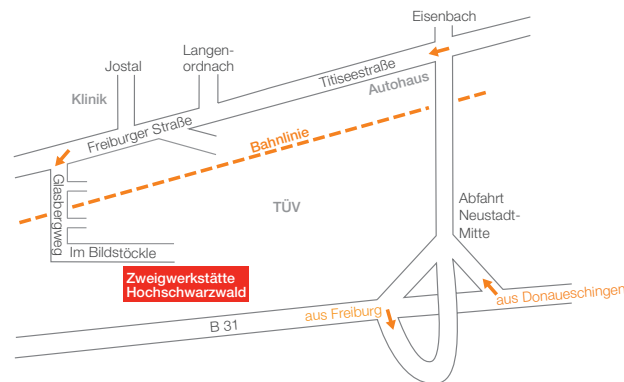 Eisenbach
Langen-
ordnach
Jostal
Titiseestraße
Klinik
Autohaus
Freiburger Straße
Bahnlinie
Glasbergweg
TÜV
Abfahrt
Neustadt-
Mitte
Im Bildstöckle
Zweigwerkstätte
Hochschwarzwald
aus Donaueschingen
aus Freiburg
B 31